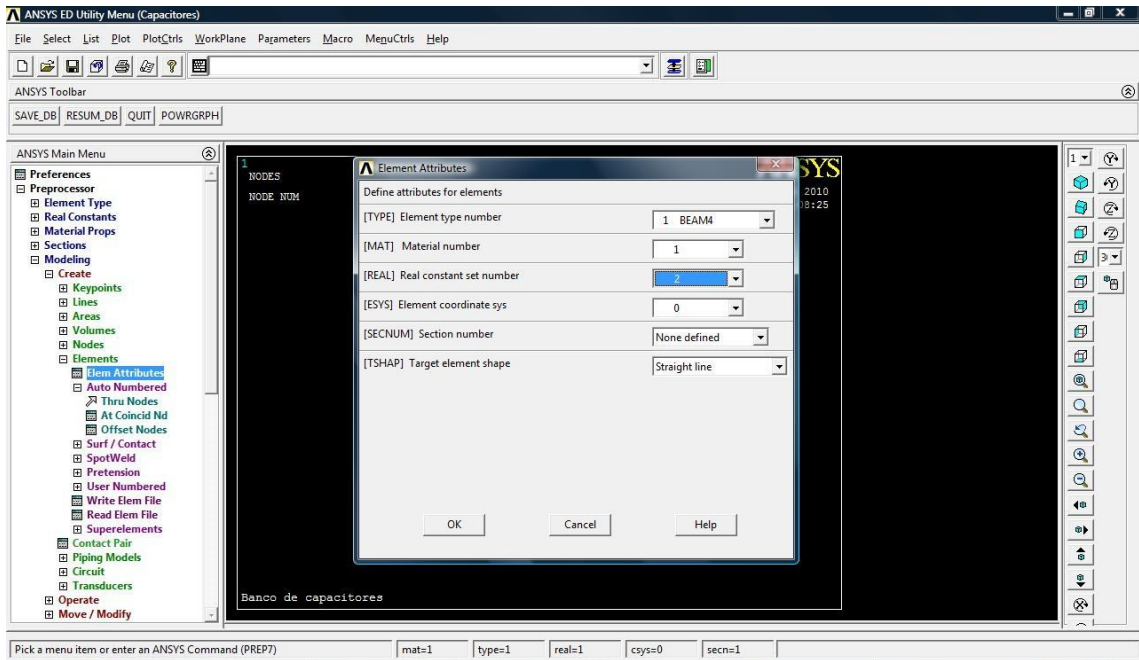 ANSYS ED Utility Menu (Capacitores)
File Select List Plot PlotCtrls WorkPlane Parameters Macro MenuCtrls Help
ANSYS Toolbar
SAVE_DB RESUM_DB QUIT POWRGRPH
ANSYS Main Menu
Preferences
Preprocessor
Element Type
Real Constants
Material Props
Sections
Modeling
Create
Keypoints
Lines
Areas
Volumes
Nodes
Elements
Elem Attributes
Auto Numbered
Thru Nodes
At Coincid Nd
Offset Nodes
Surf / Contact
SpotWeld
Pretension
User Numbered
Write Elem File
Read Elem File
Superelements
Contact Pair
Piping Models
Circuit
Transducers
Operate
Move / Modify
1
NODES
NODE NUM
SYS
2010
08:25
Element Attributes
Define attributes for elements
[TYPE] Element type number 1 BEAM4
[MAT] Material number 1
[REAL] Real constant set number 2
[ESYS] Element coordinate sys 0
[SECNUM] Section number None defined
[TSHAP] Target element shape Straight line
OK Cancel Help
Banco de capacitores
1
Pick a menu item or enter an ANSYS Command (PREP7) mat=1 type=1 real=1 csys=0 secn=1